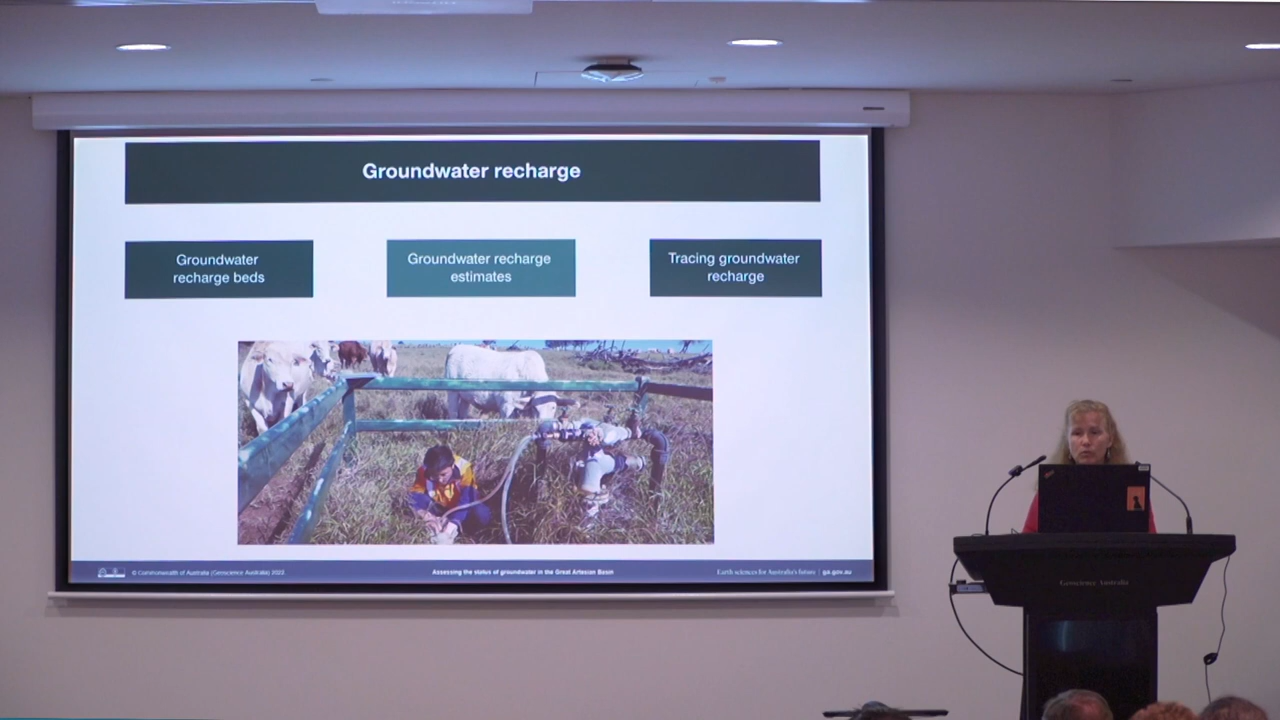 Groundwater recharge
Groundwater
recharge beds
Groundwater recharge
estimates
Tracing groundwater
recharge
© Commonwealth of Australia (Geoscience Australia) 2022
Assessing the status of groundwater in the Great Artesian Basin
Earth sciences for Australia's future | ga.gov.au
Geoscience Australia